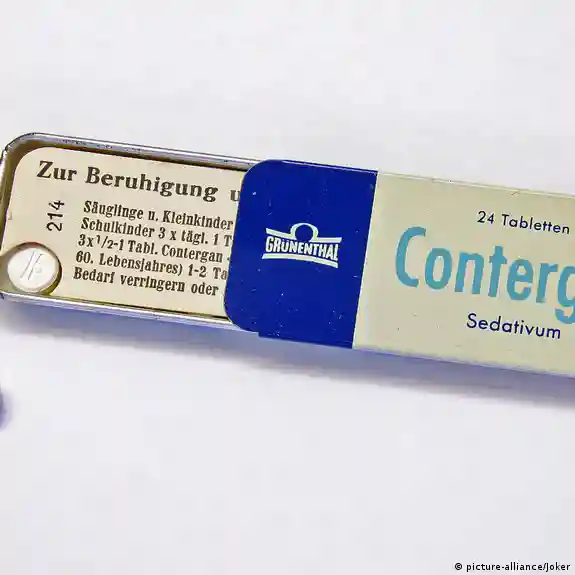 Zur Beruhigung u
214
Säuglinge u. Kleinkinder
Schulkinder 3 x tägl. 1 T
3x1/2-1 Tabl. Contergan
60. Lebensjahres) 1-2 Ta
Bedarf verringern oder
GRÜNENTHAL
24 Tabletten
Conterg
Sedativum
© picture-alliance/Joker